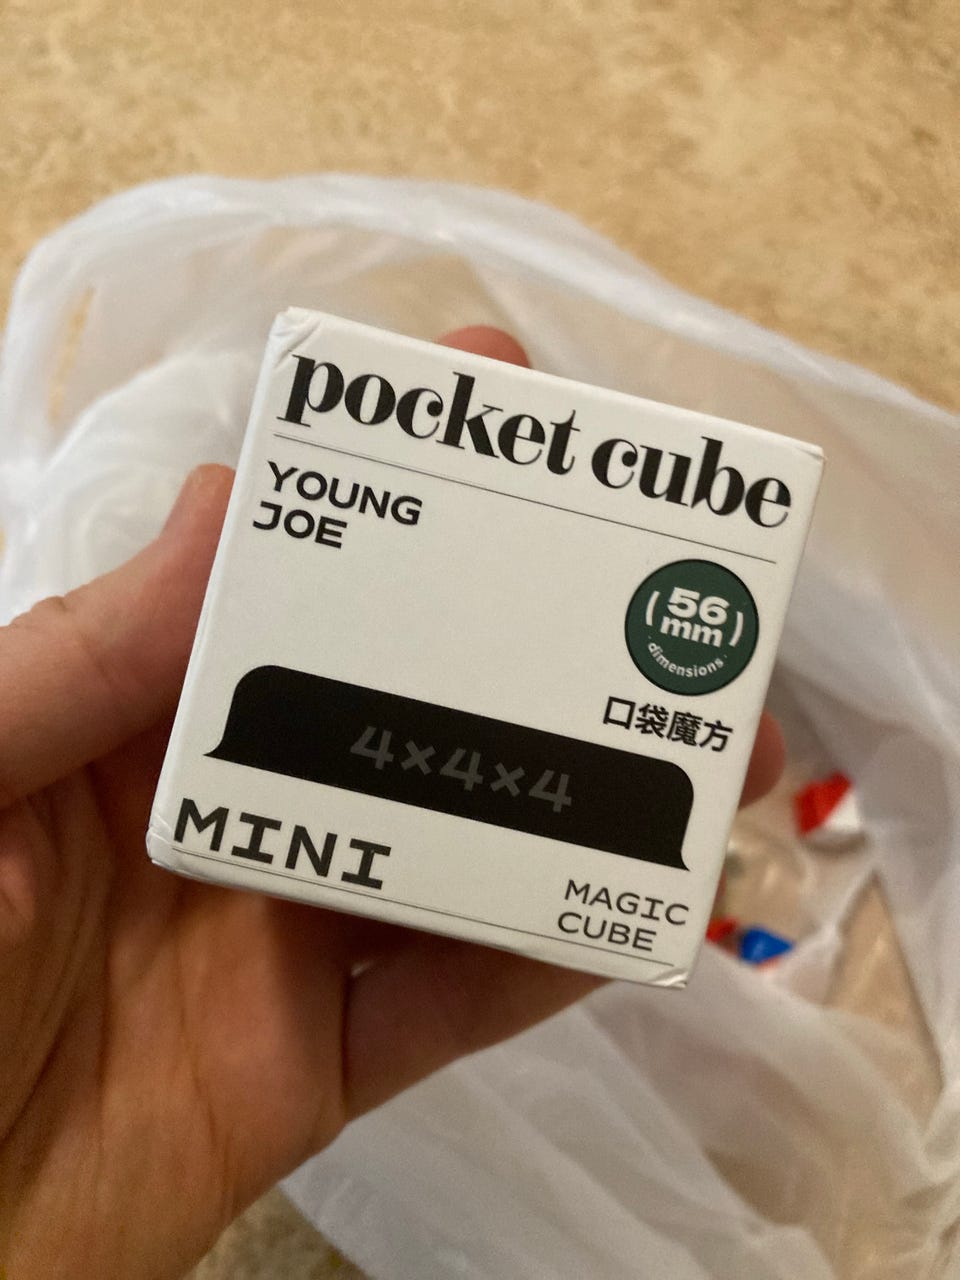 pocket cube
YOUNG
JOE
(56
mm)
dimensions
口袋魔方
4×4×4
MINI
MAGIC
CUBE